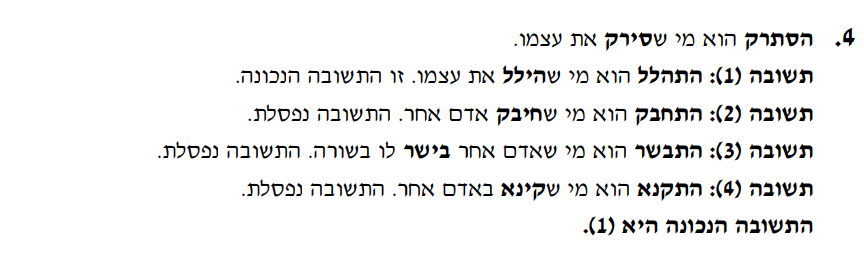 4. הסתרק הוא מי שסירק את עצמו.
תשובה (1): התהלל הוא מי שהילל את עצמו. זו התשובה הנכונה.
תשובה (2): התחבק הוא מי שחיבק אדם אחר. התשובה נפסלת.
תשובה (3): התבשר הוא מי שאדם אחר בישר לו בשורה. התשובה נפסלת.
תשובה (4): התקנא הוא מי שקינא באדם אחר. התשובה נפסלת.
התשובה הנכונה היא (1).